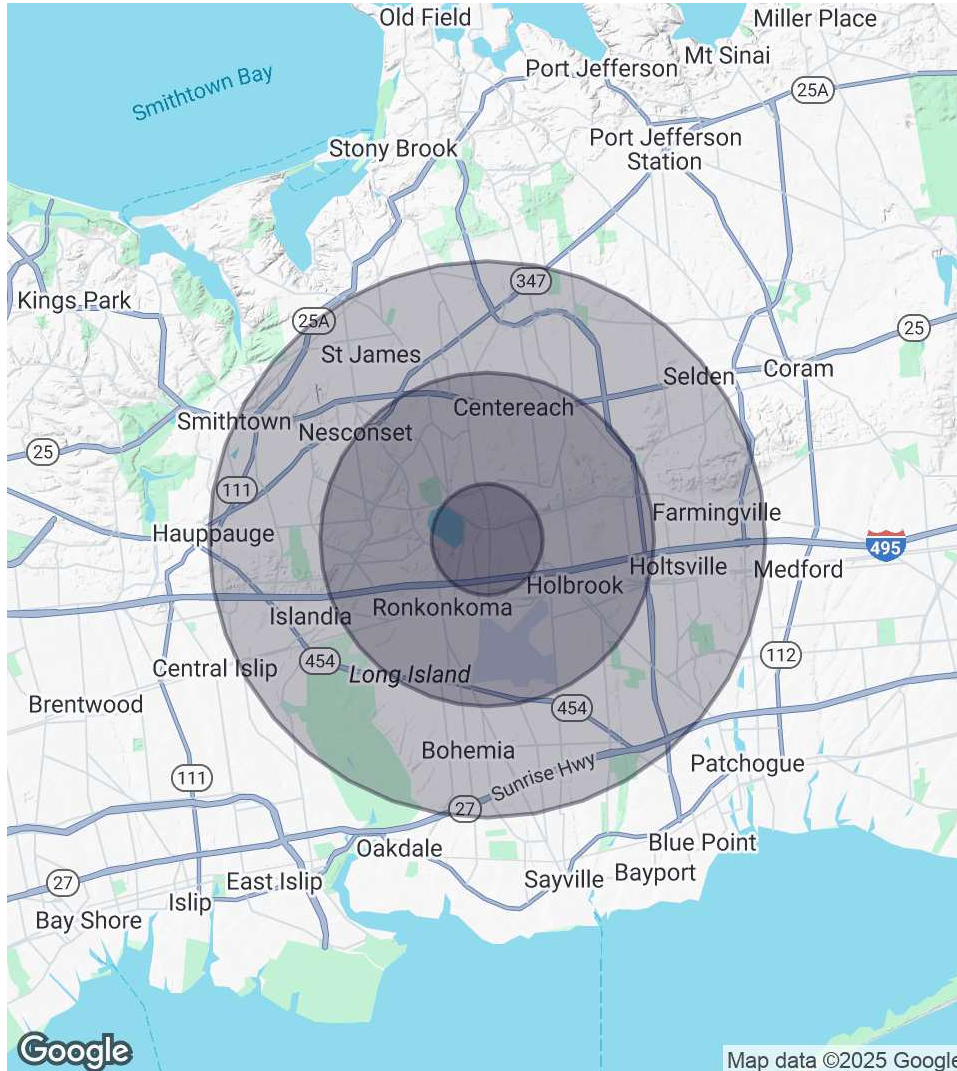 Old Field
Miller Place
Mt Sinai
Port Jefferson
Smithtown Bay
25A
Port Jefferson
Station
Stony Brook
347
Kings Park
25A
25
St James
Coram
Selden
Centereach
Smithtown
Nesconset
25
111
Farmingville
Hauppauge
495
Holtsville
Medford
Holbrook
Ronkonkoma
Islandia
454
112
Central Islip
Long Island
Brentwood
454
Bohemia
Patchogue
111
Sunrise Hwy
27
Blue Point
Oakdale
Bayport
Sayville
27
East Islip
Islip
Bay Shore
Google
Map data ©2025 Google